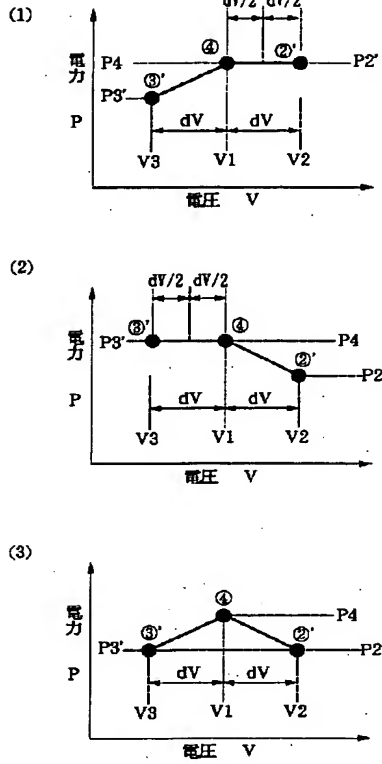 (1)
dV/2 dV/2
④ ②'
P4 P2'
③'
P3'
電力 P
dV dV
V3 V1 V2
電圧 V
(2)
dV/2 dV/2
③' ④
P3' P4
②'
P2
電力 P
dV dV
V3 V1 V2
電圧 V
(3)
④
P4
③' ②'
P3' P2
電力 P
dV dV
V3 V1 V2
電圧 V